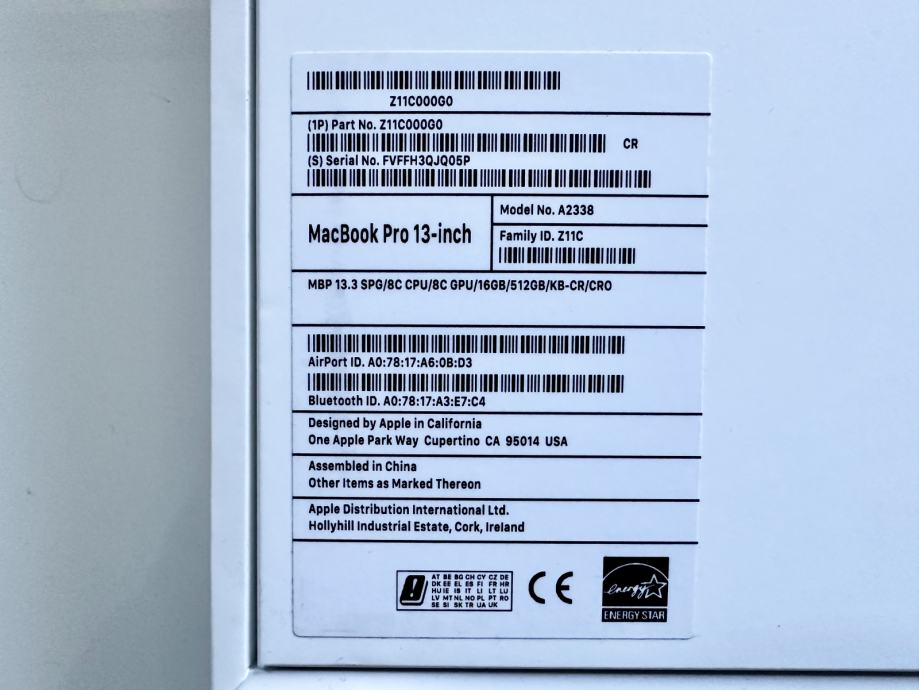 Z11C000G0
(1P) Part No. Z11C000G0
CR
(S) Serial No. FVFFH3QJQ05P
MacBook Pro 13-inch
Model No. A2338
Family ID. Z11C
MBP 13.3 SPG/8C CPU/8C GPU/16GB/512GB/KB-CR/CRO
AirPort ID. A0:78:17:A6:0B:D3
Bluetooth ID. A0:78:17:A3:E7:C4
Designed by Apple in California
One Apple Park Way Cupertino CA 95014 USA
Assembled in China
Other Items as Marked Thereon
Apple Distribution International Ltd.
Hollyhill Industrial Estate, Cork, Ireland
AT BE BG CH CY CZ DE
DK EE EL ES FI FR HR
HU IE IS IT LI LT LU
LV MT NL NO PL PT RO
SE SI SK TR UA UK
CE
energy
ENERGY STAR